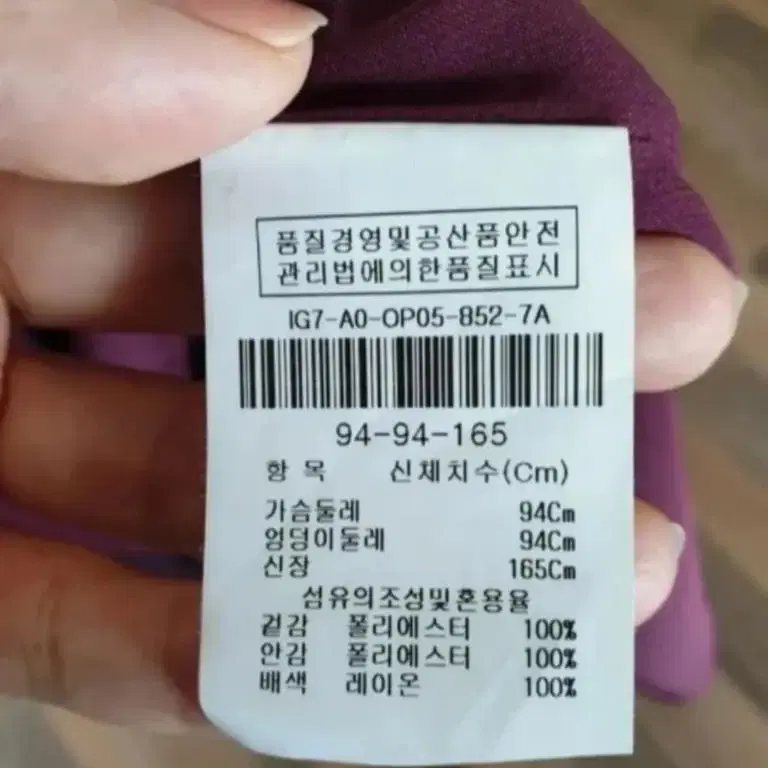 품질경영및공산품안전
관리법에의한품질표시
IG7-A0-OP05-852-7A
94-94-165
항 목 신체치수(Cm)
가슴둘레 94Cm
엉덩이둘레 94Cm
신장 165Cm
섬유의조성및혼용율
겉감 폴리에스터 100%
안감 폴리에스터 100%
배색 레이온 100%